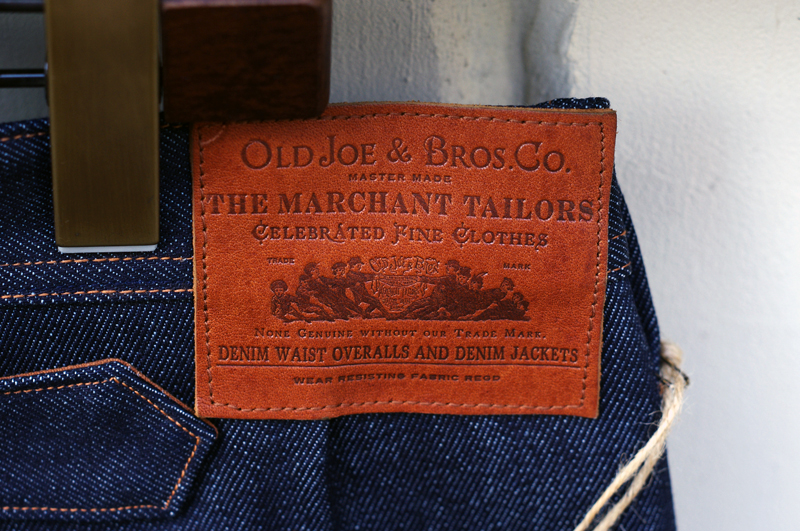 OLD JOE & BROS. CO.
MASTER MADE
THE MARCHANT TAILORS
CELEBRATED FINE CLOTHES
TRADE MARK
NONE GENUINE WITHOUT OUR TRADE MARK.
DENIM WAIST OVERALLS AND DENIM JACKETS
WEAR RESISTING FABRIC REGD